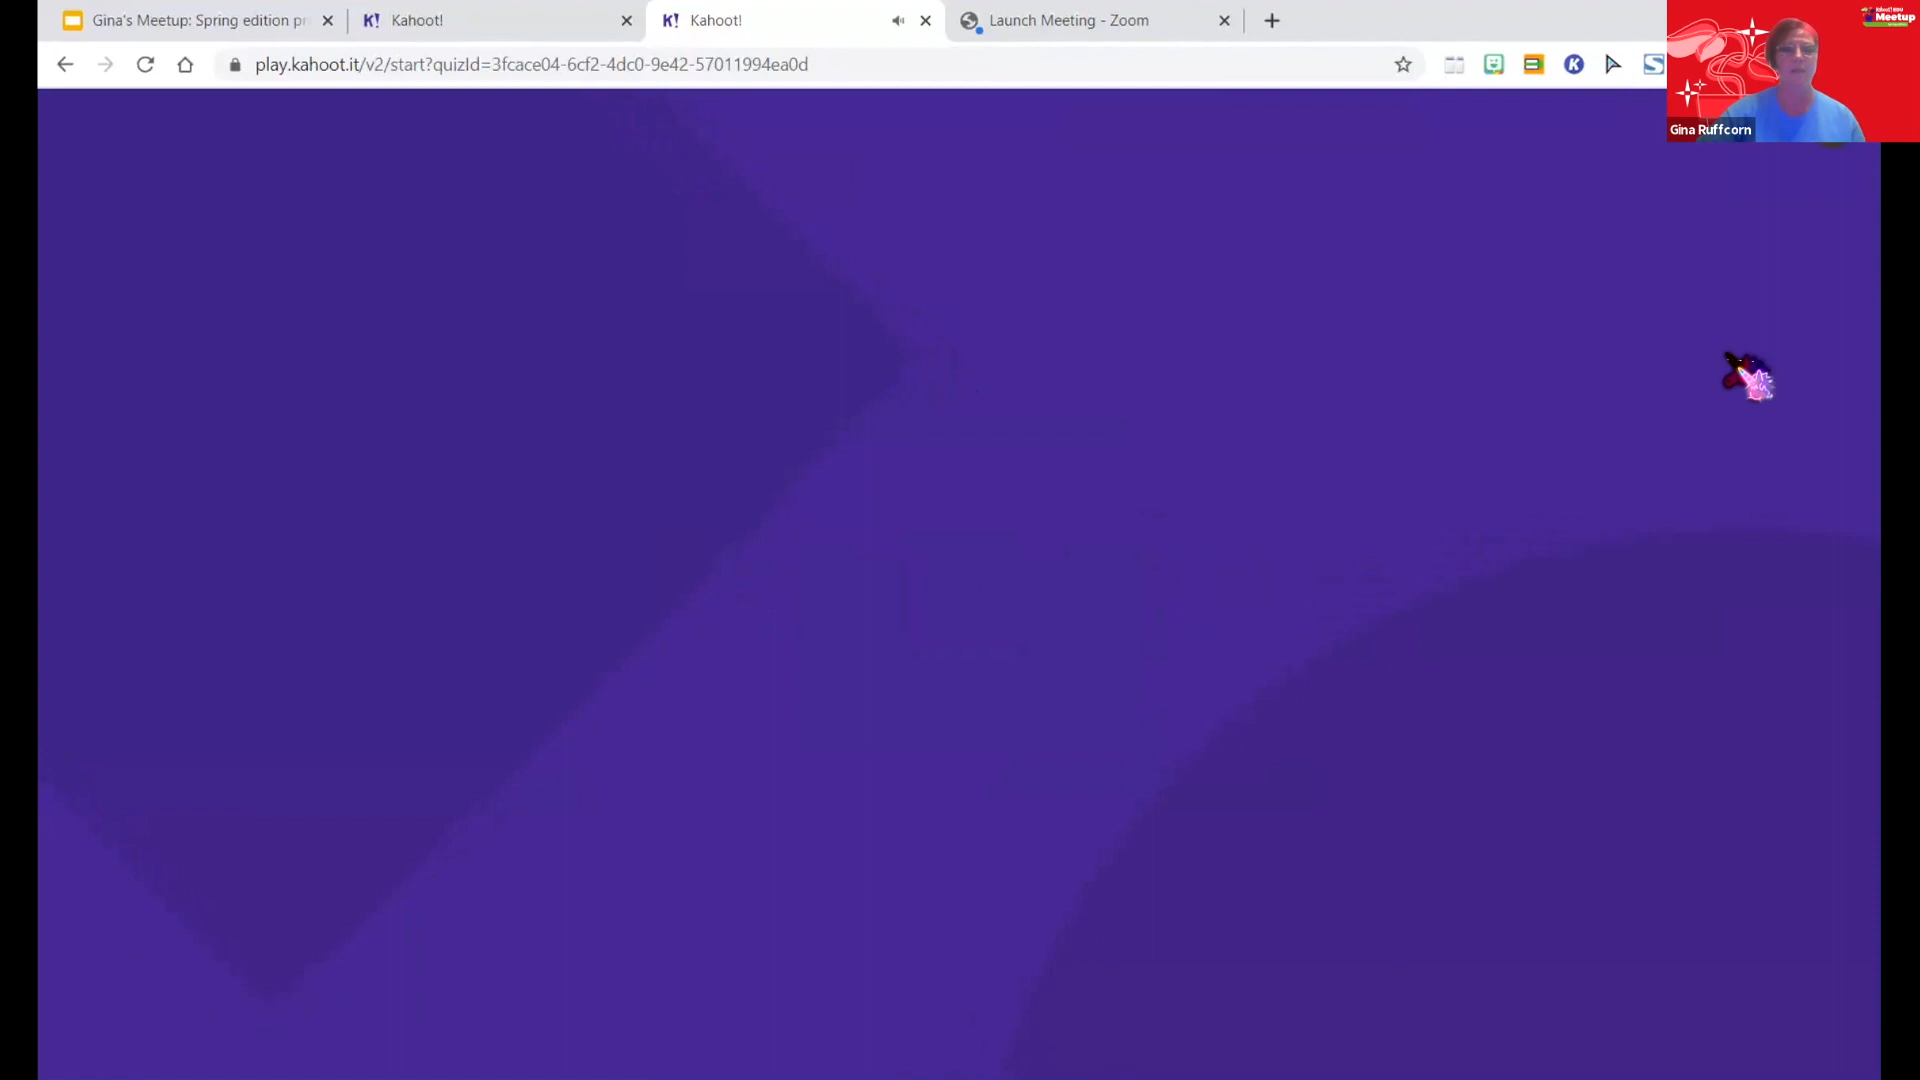 Gina's Meetup: Spring edition pr
Kahoot!
Kahoot!
Launch Meeting - Zoom
play.kahoot.it/v2/start?quizId=3fcace04-6cf2-4dc0-9e42-57011994ea0d
Meetup
Gina Ruffcorn